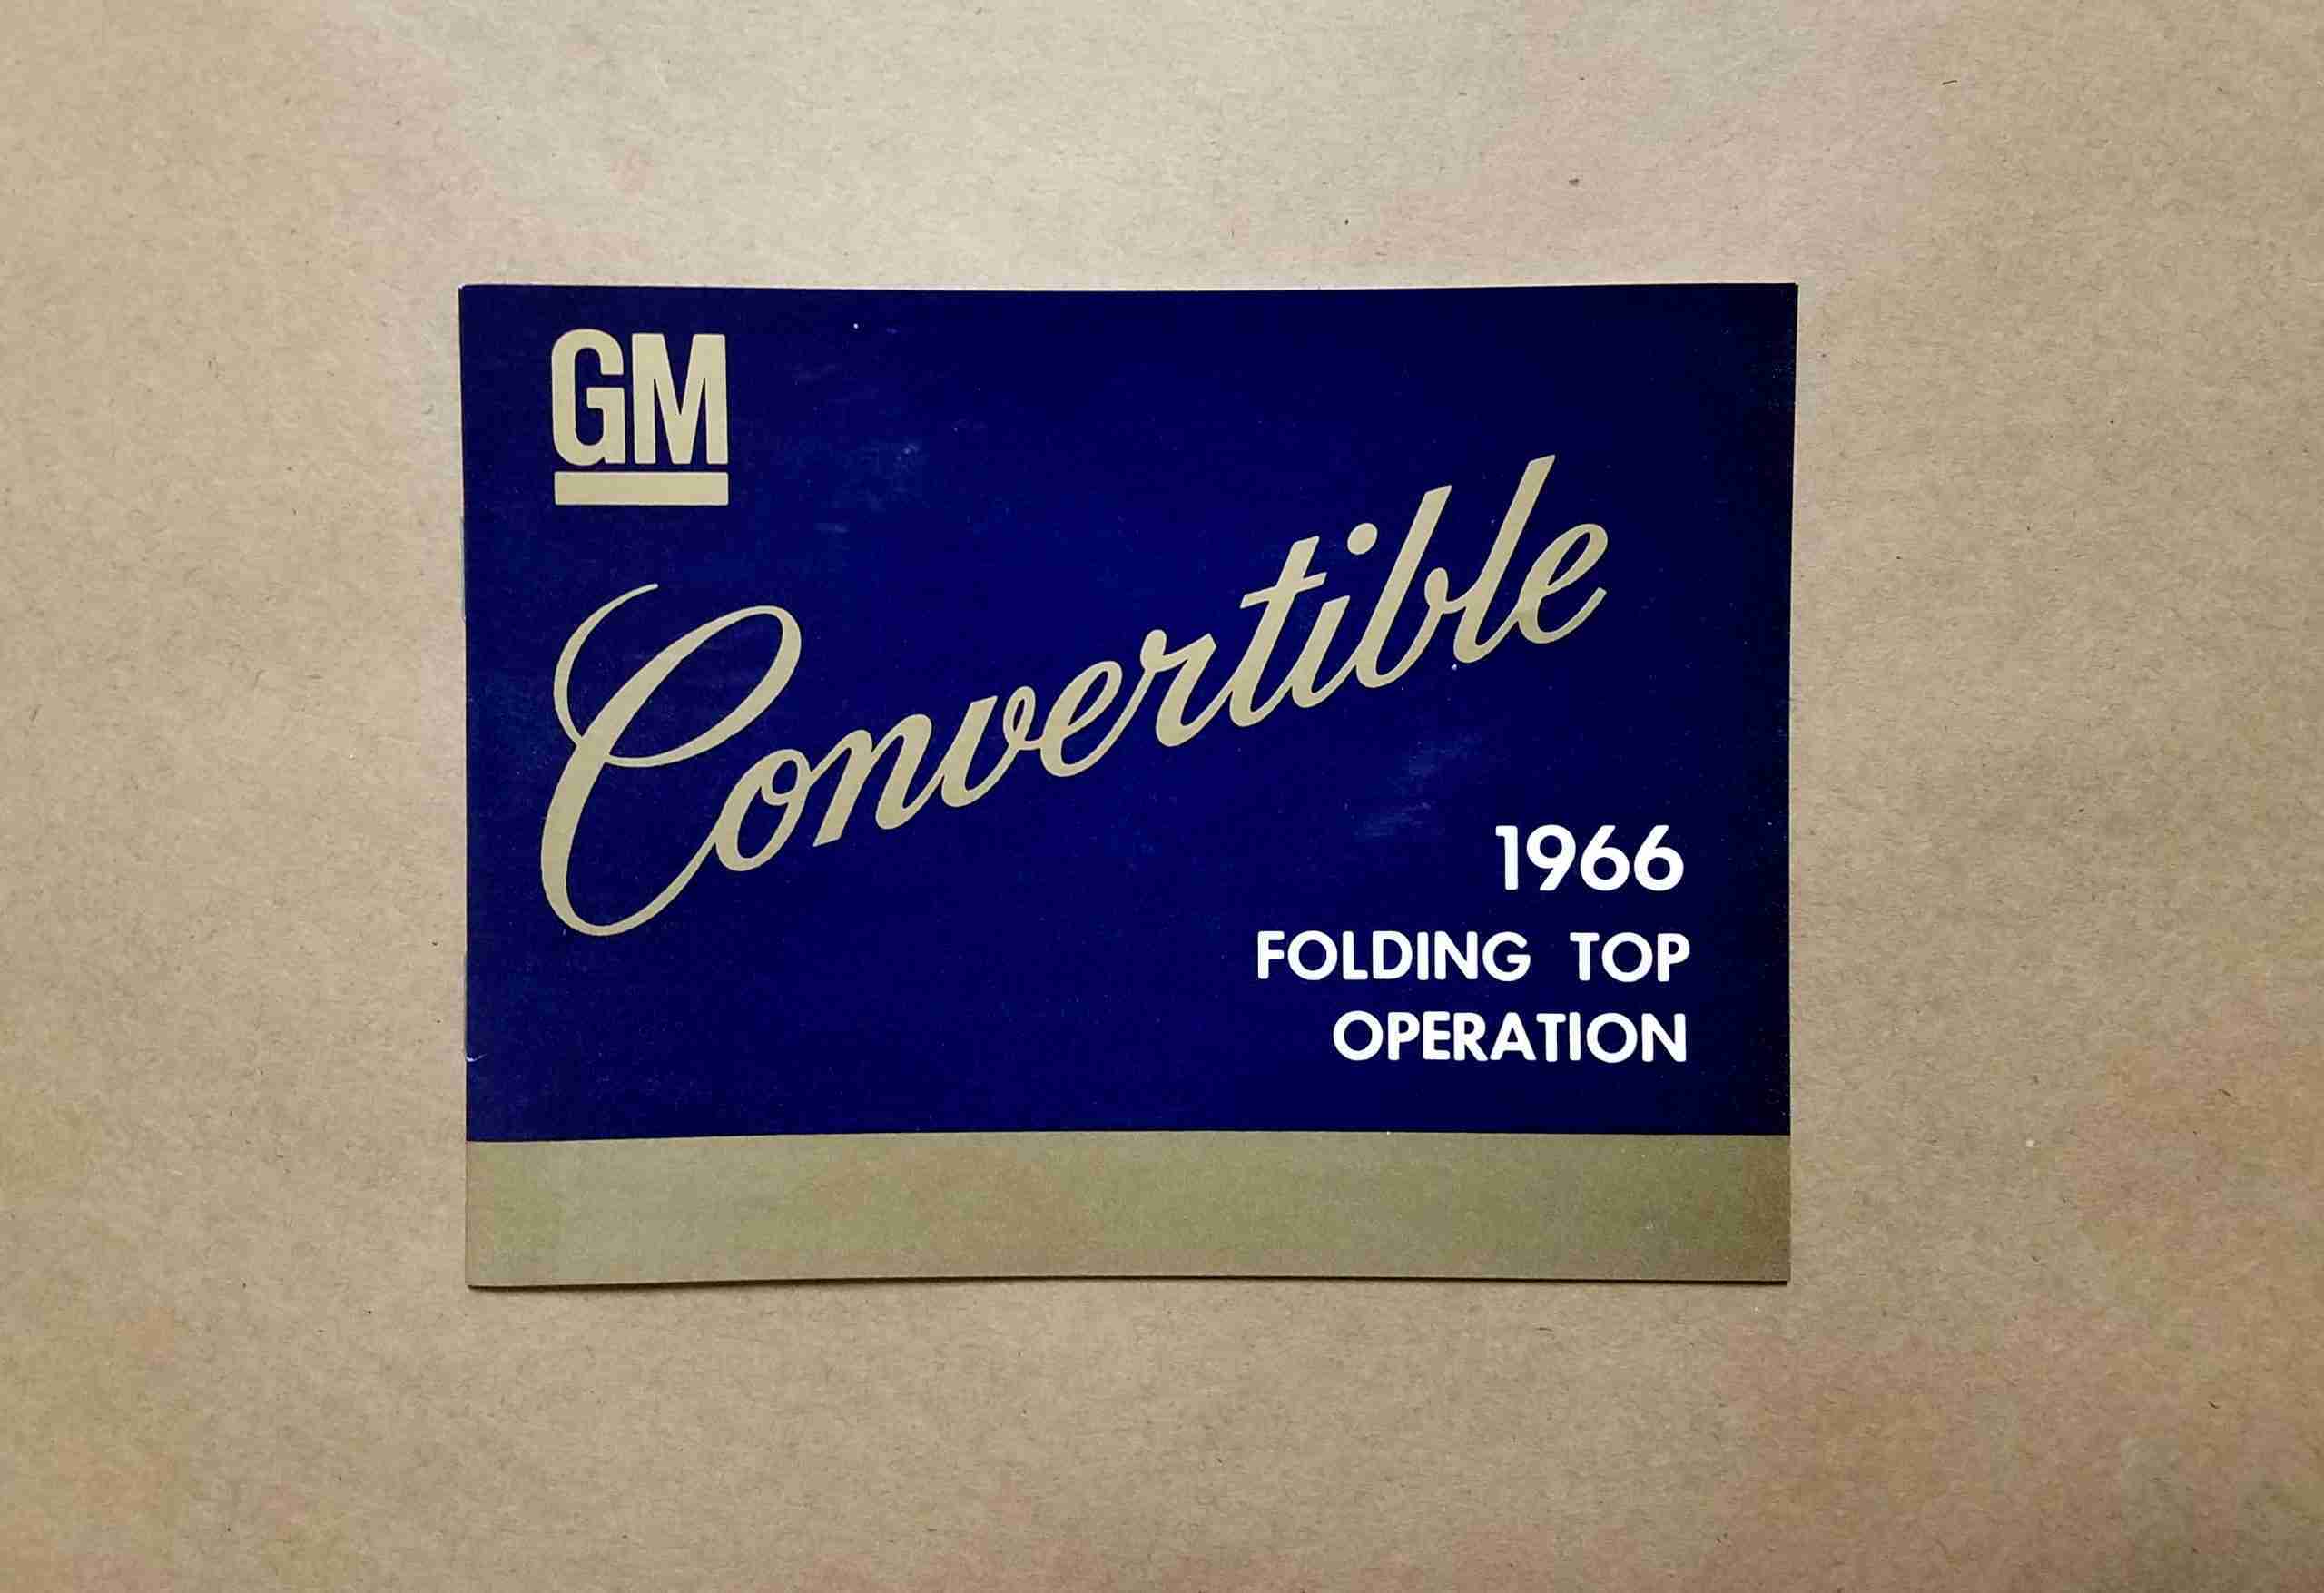 GM
Convertible
1966
FOLDING TOP
OPERATION